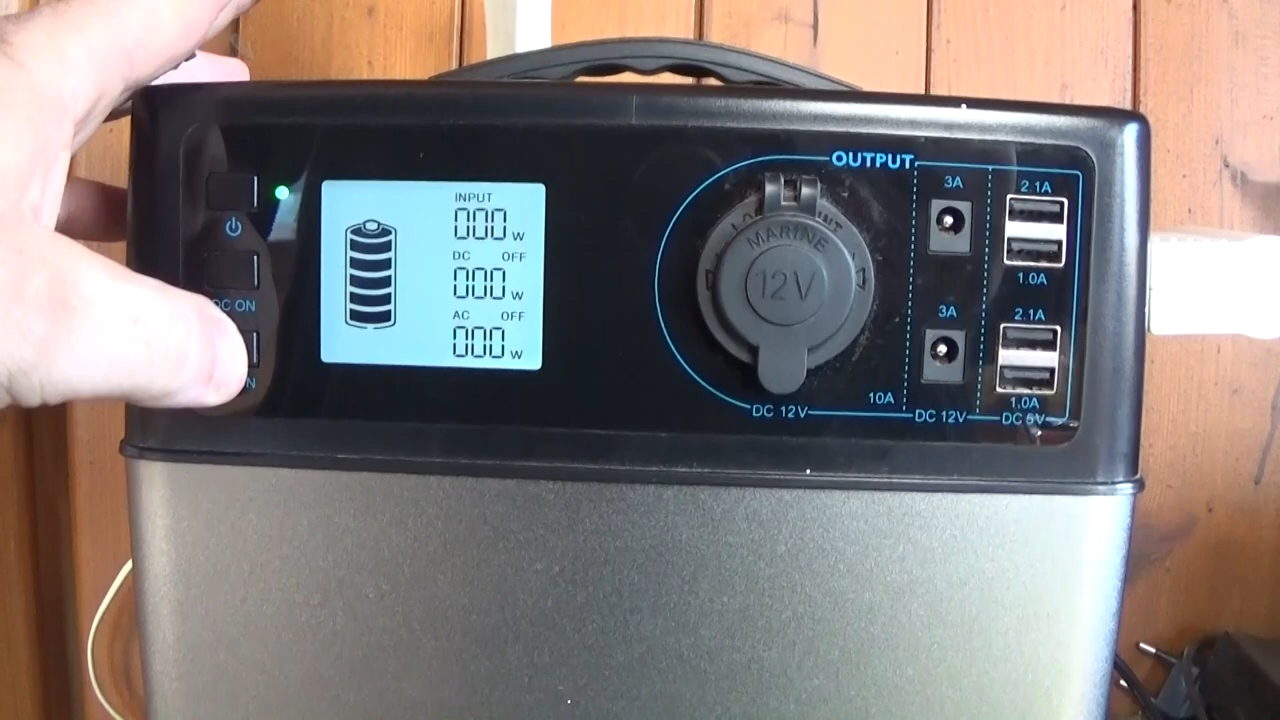 DC ON
INPUT
000 W
DC OFF
000 W
AC OFF
000 W
OUTPUT
MARINE
12V
DC 12V
10A
3A
3A
DC 12V
2.1A
1.0A
2.1A
1.0A
DC 5V